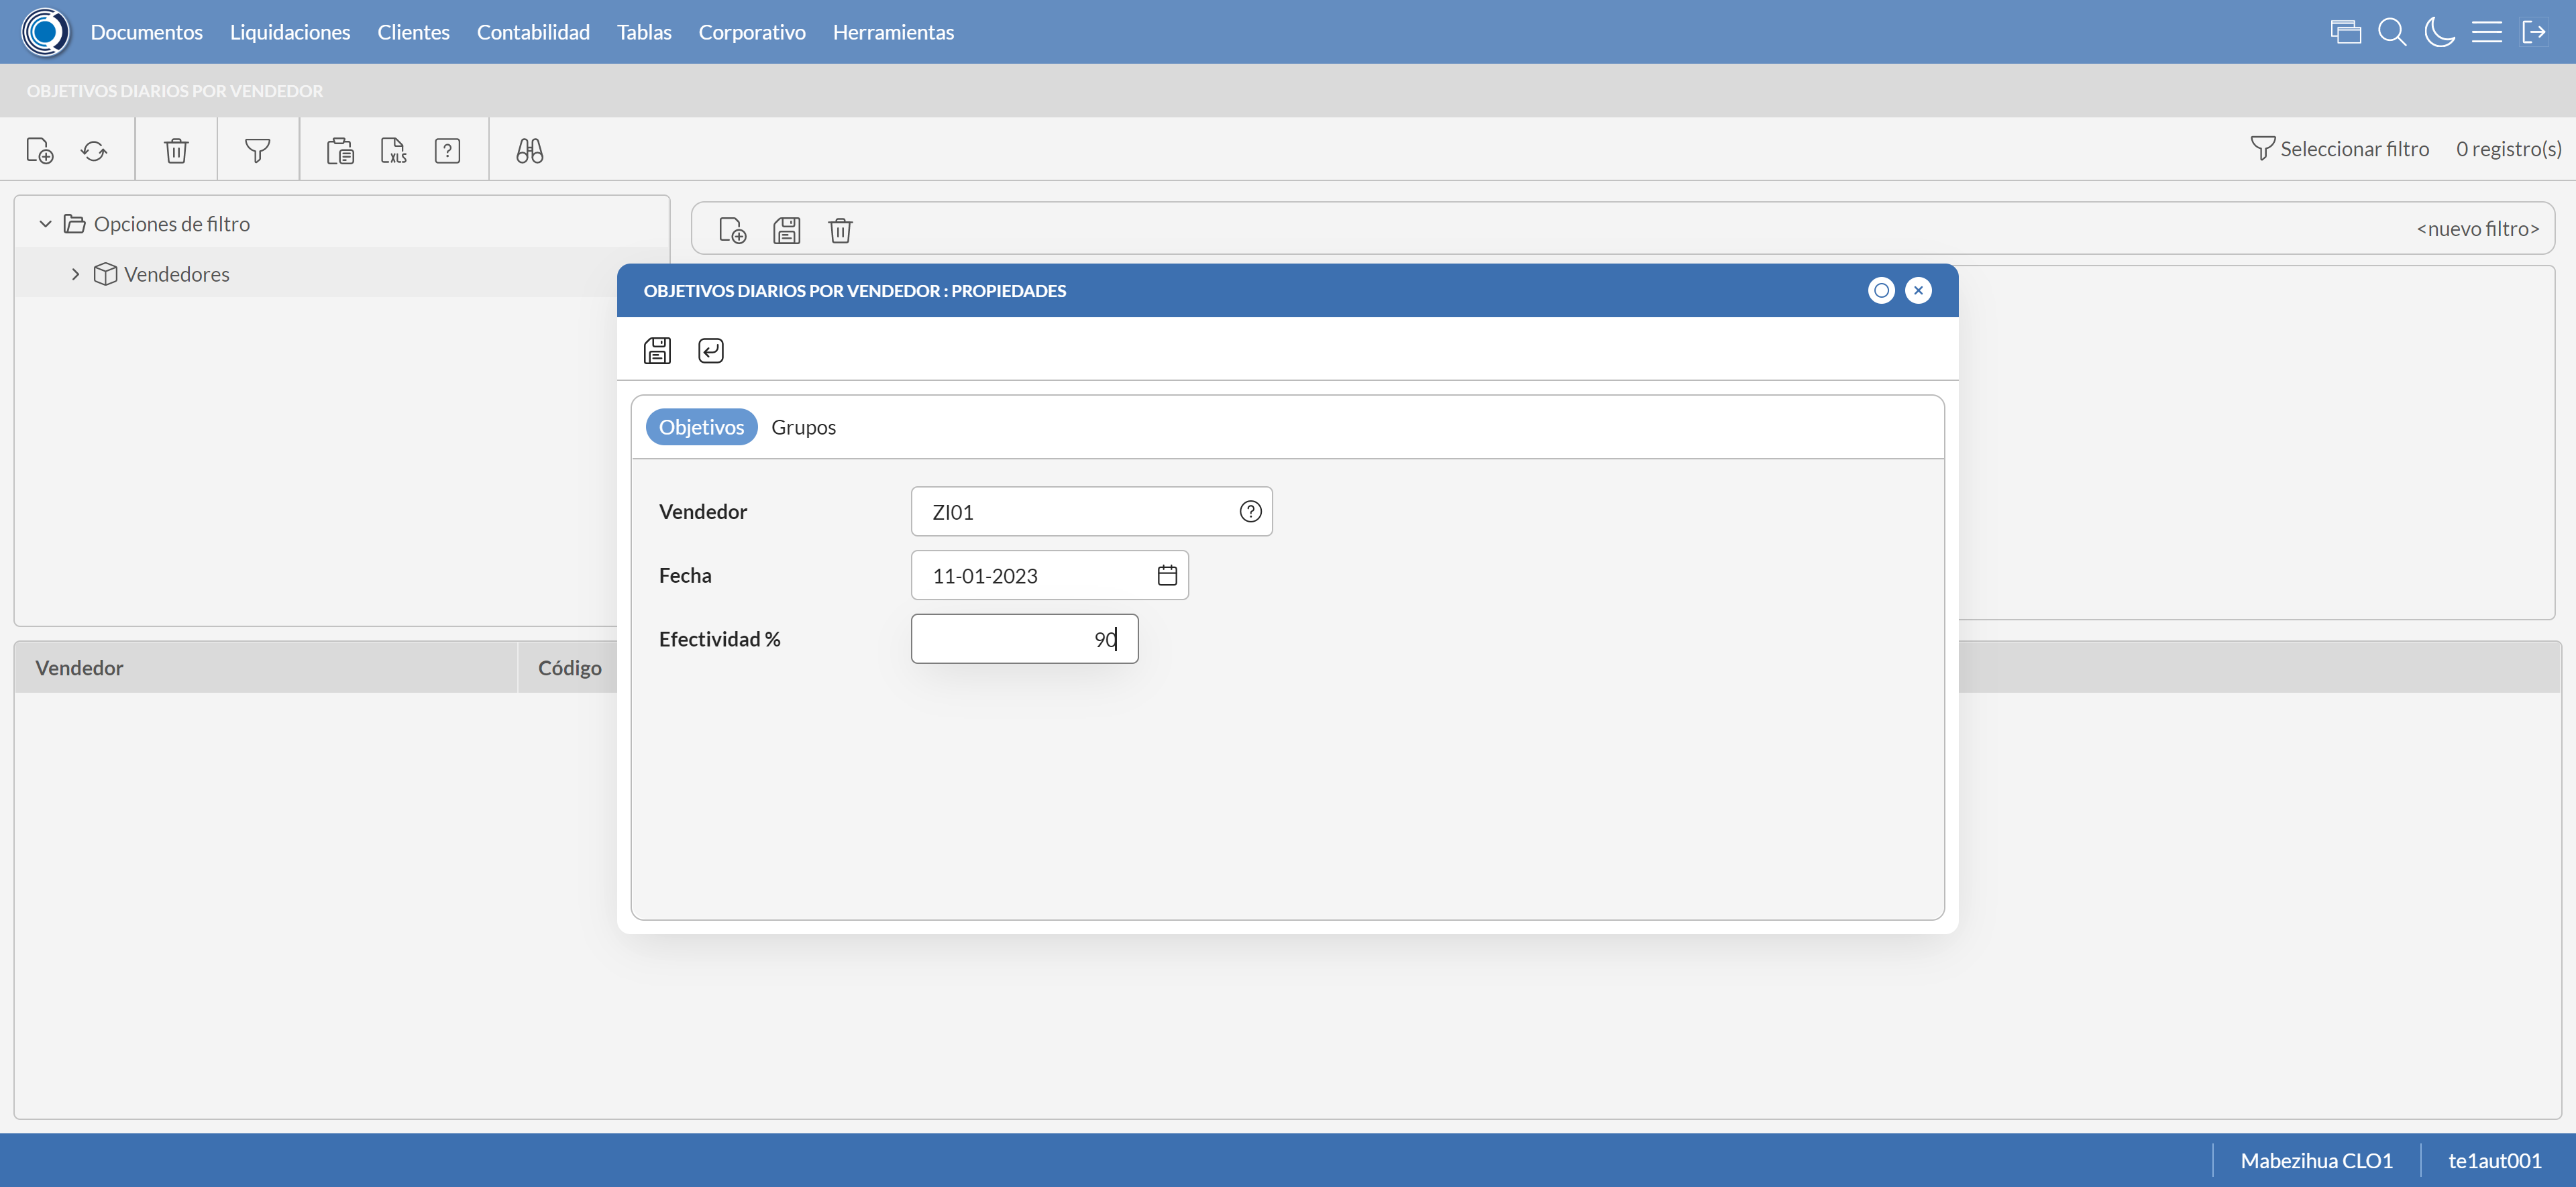 Documentos Liquidaciones Clientes Contabilidad Tablas Corporativo Herramientas
OBJETIVOS DIARIOS POR VENDEDOR
XLS ? Seleccionar filtro 0 registro(s)
Opciones de filtro
<nuevo filtro>
Vendedores
OBJETIVOS DIARIOS POR VENDEDOR : PROPIEDADES
Objetivos Grupos
Vendedor ZI01 ?
Fecha 11-01-2023
Efectividad % 90
Vendedor Código
Mabezihua CLO1 te1aut001